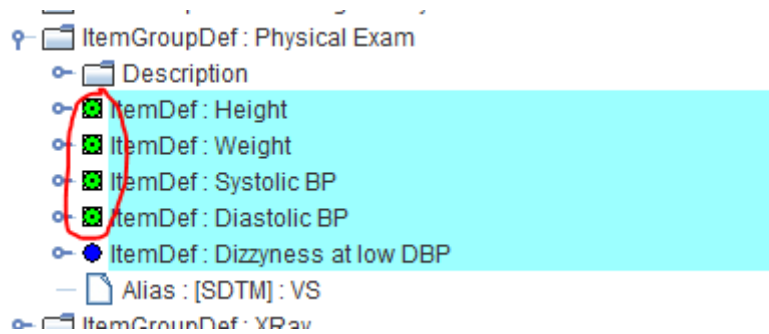 ItemGroupDef : Physical Exam
Description
ItemDef : Height
ItemDef : Weight
ItemDef : Systolic BP
ItemDef : Diastolic BP
ItemDef : Dizzyness at low DBP
Alias : [SDTM] : VS
ItemGroupDef : XRay